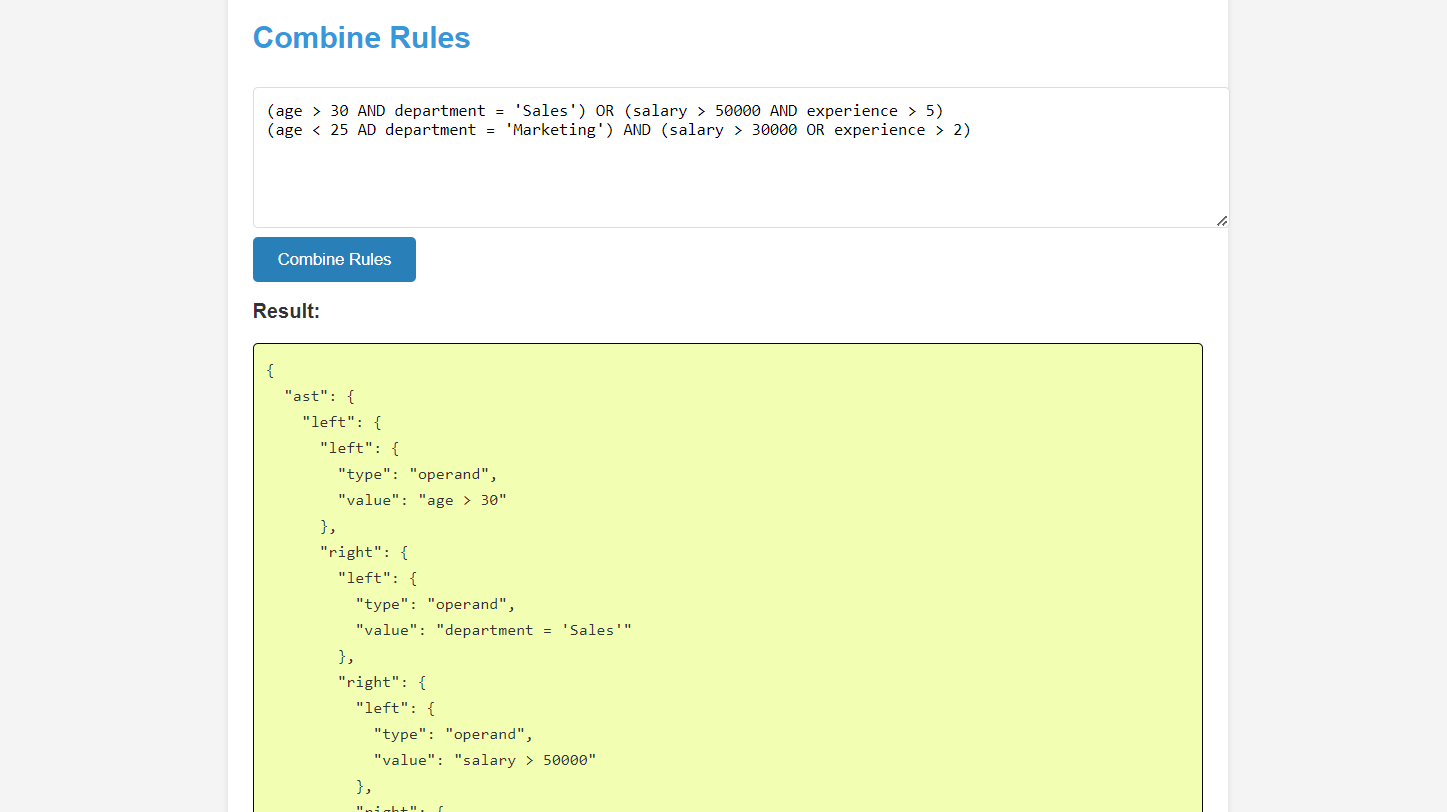 Combine Rules
(age > 30 AND department = 'Sales') OR (salary > 50000 AND experience > 5)
(age < 25 AD department = 'Marketing') AND (salary > 30000 OR experience > 2)
Combine Rules
Result:
{
  "ast": {
    "left": {
      "left": {
        "type": "operand",
        "value": "age > 30"
      },
      "right": {
        "left": {
          "type": "operand",
          "value": "department = 'Sales'"
        },
        "right": {
          "left": {
            "type": "operand",
            "value": "salary > 50000"
          },
          "right": {